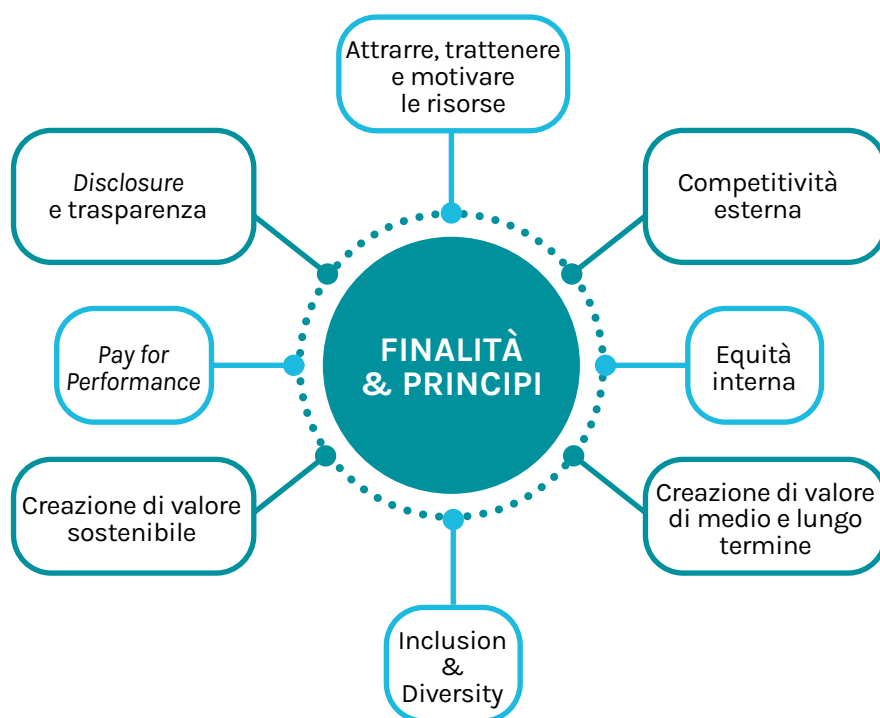 Attrarre, trattenere
e motivare
le risorse
Disclosure
e trasparenza
Competitività
esterna
Pay for
Performance
FINALITÀ
& PRINCIPI
Equità
interna
Creazione di valore
sostenibile
Creazione di valore
di medio e lungo
termine
Inclusion
&
Diversity